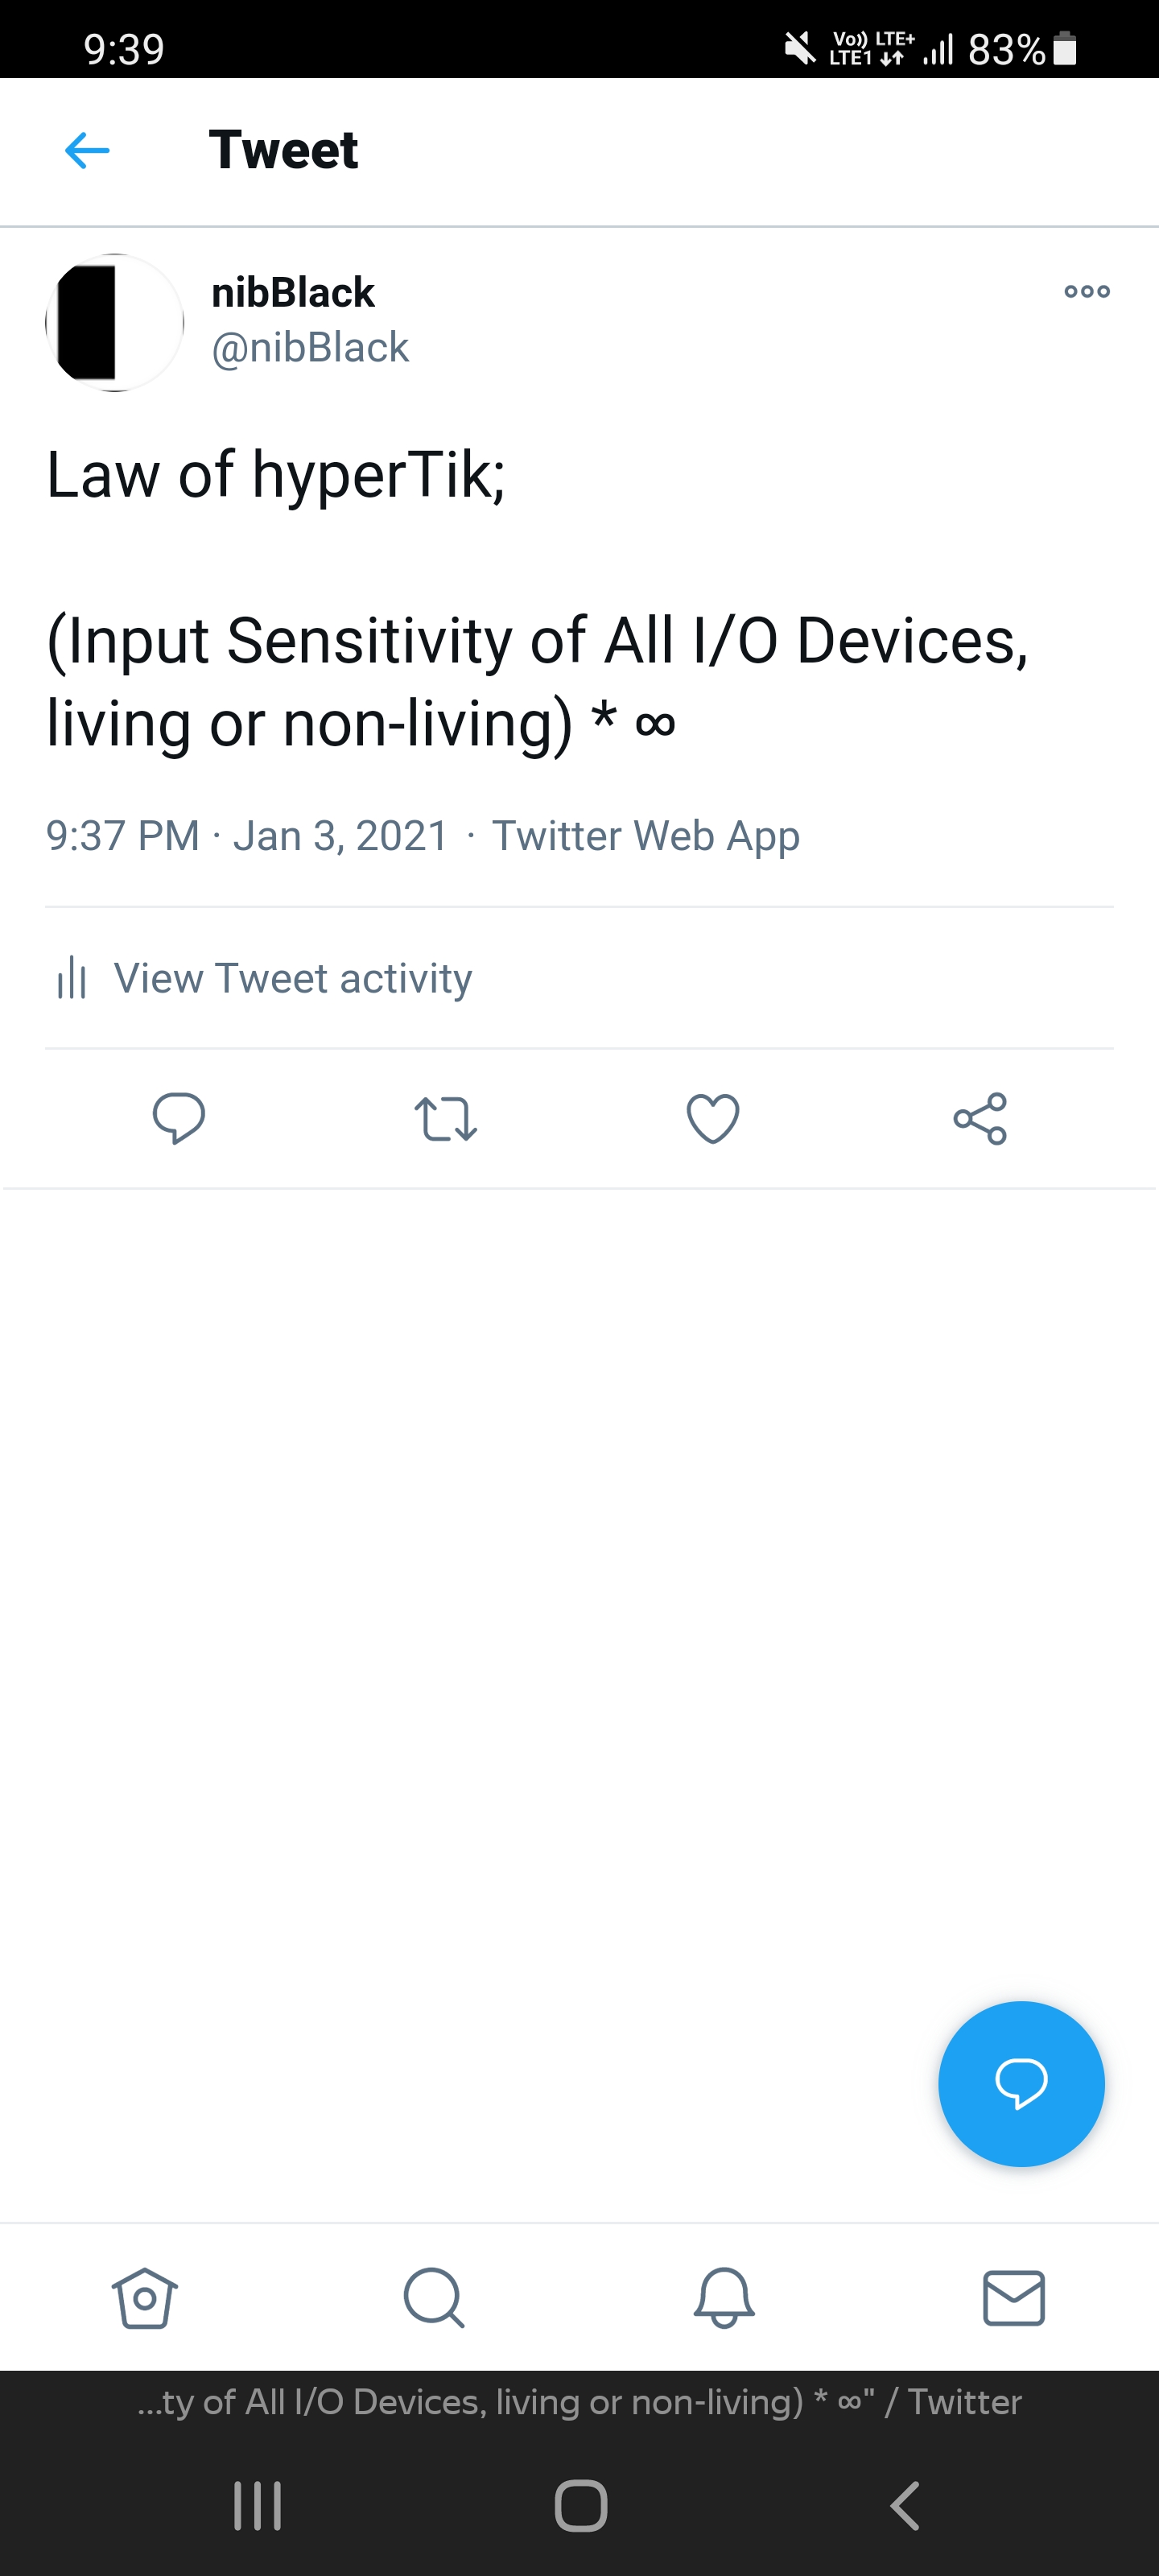 9:39
Vo)) LTE+
LTE1 83%
Tweet
nibBlack
@nibBlack
Law of hyperTik;
(Input Sensitivity of All I/O Devices,
living or non-living) * ∞
9:37 PM · Jan 3, 2021 · Twitter Web App
View Tweet activity
...ty of All I/O Devices, living or non-living) * ∞" / Twitter